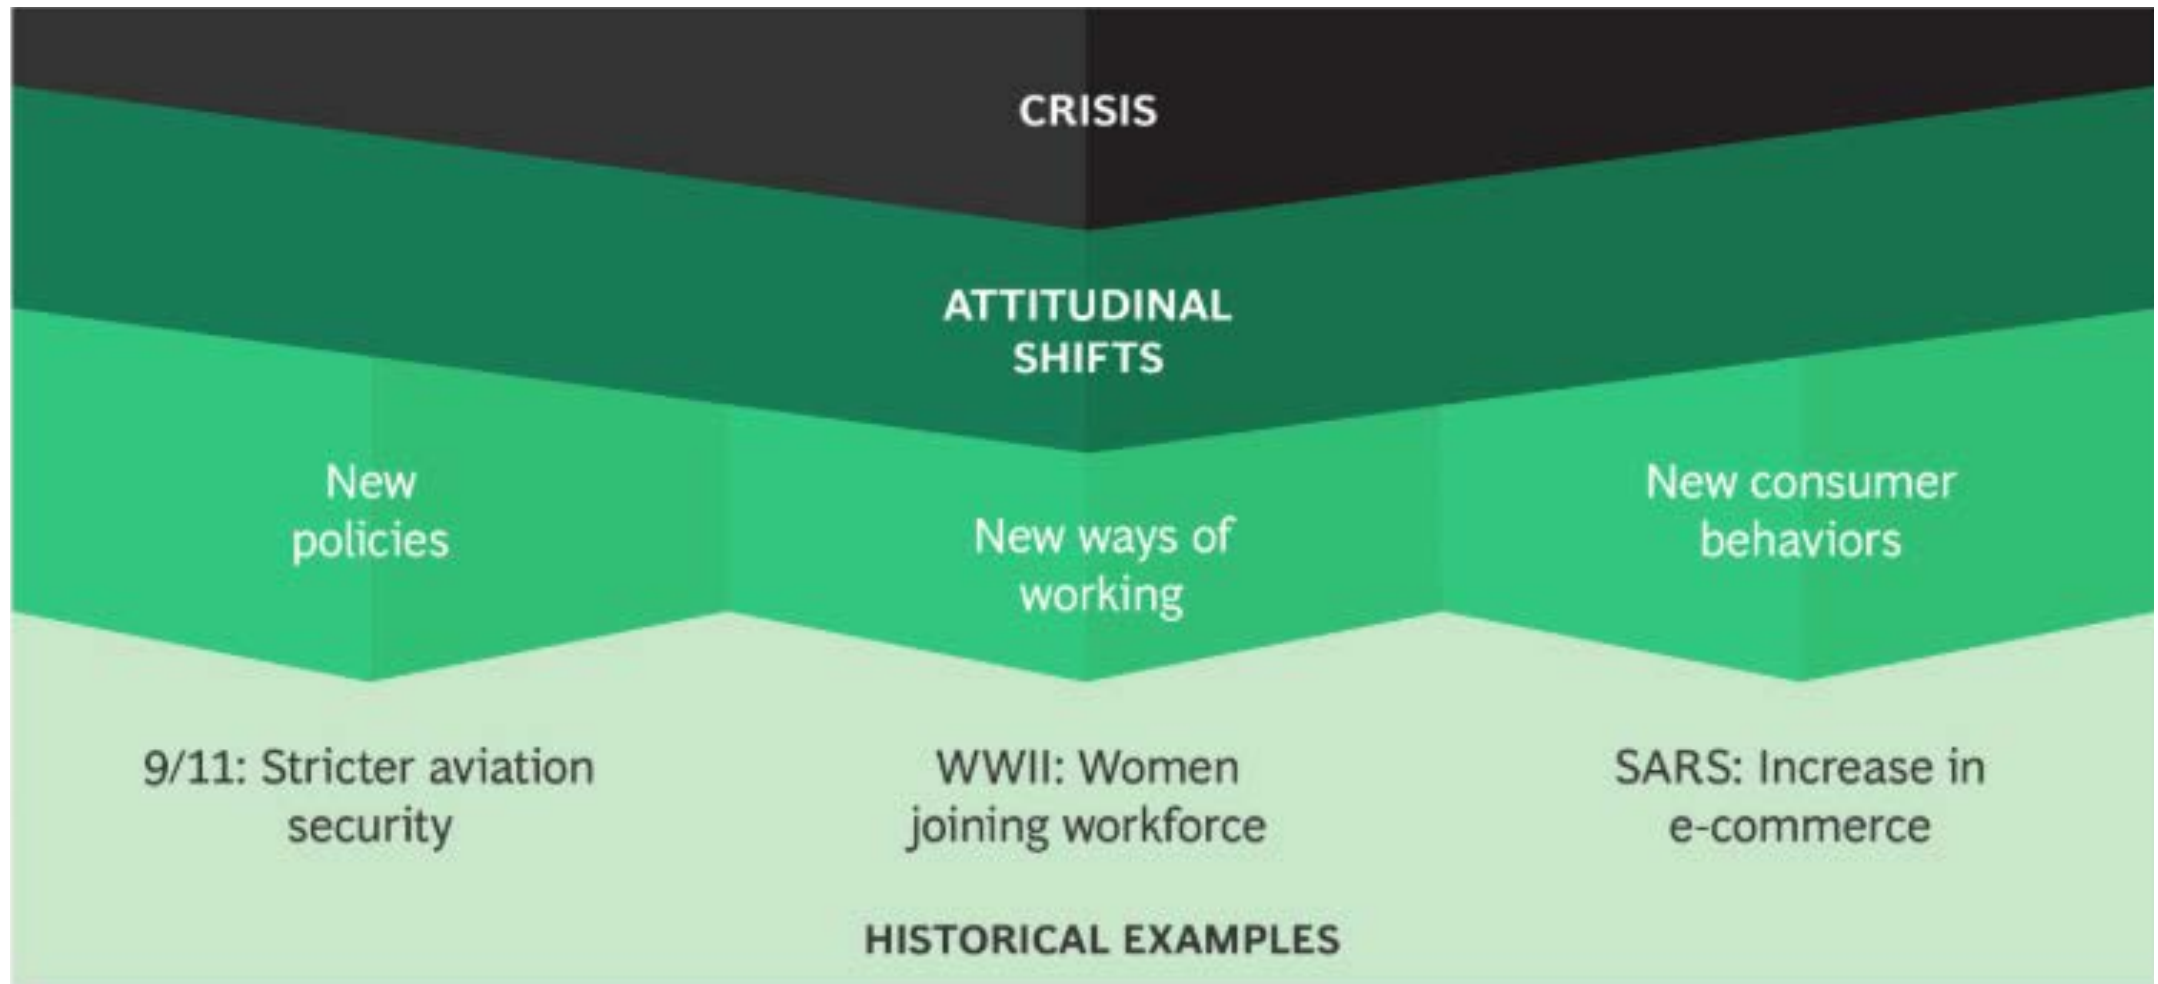 CRISIS
ATTITUDINAL
SHIFTS
New
policies
New ways of
working
New consumer
behaviors
9/11: Stricter aviation
security
WWII: Women
joining workforce
SARS: Increase in
e-commerce
HISTORICAL EXAMPLES